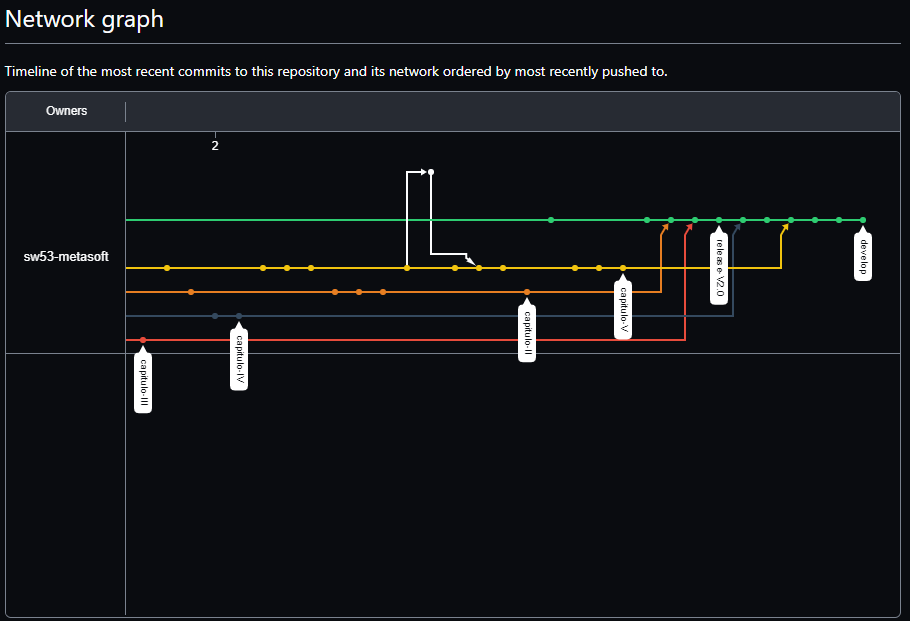 Network graph
Timeline of the most recent commits to this repository and its network ordered by most recently pushed to.
Owners
2
sw53-metasoft
capitulo-III
capitulo-IV
capitulo-II
capitulo-V
release-V2.0
develop